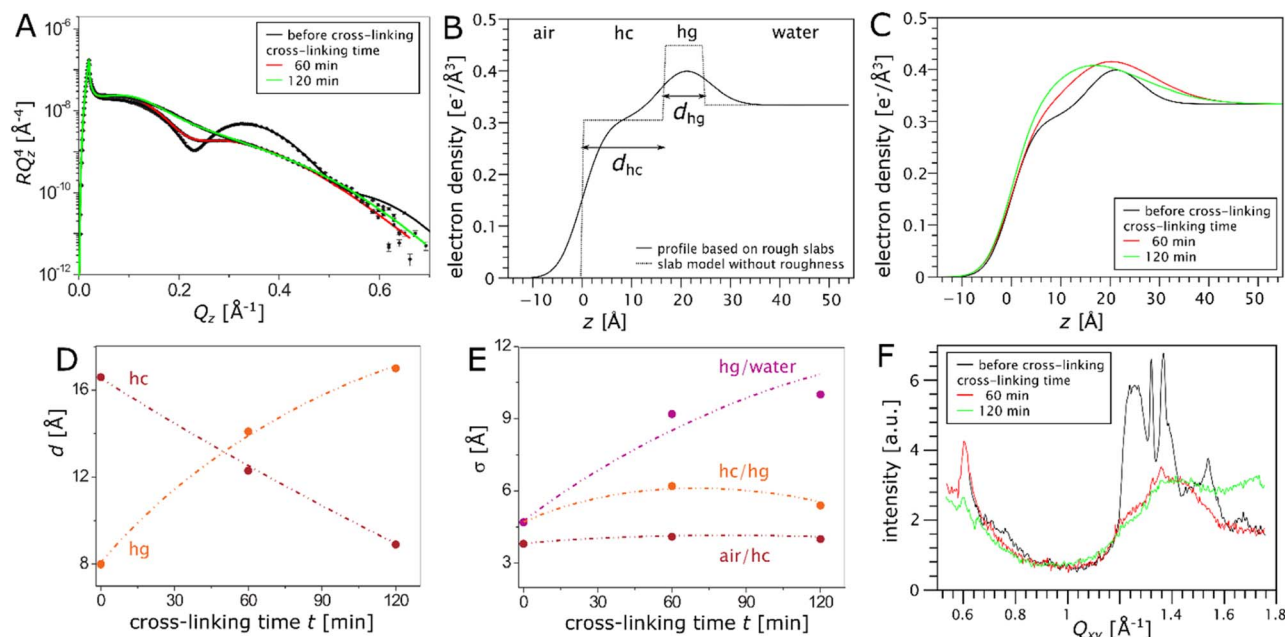 A
RQ_z^4 [Å^-4]
10^-6
10^-8
10^-10
10^-12
before cross-linking
cross-linking time
60 min
120 min
0.0 0.2 0.4 0.6
Q_z [Å^-1]
B
electron density [e^-/Å^3]
0.5
0.4
0.3
0.2
0.1
0
air hc hg water
d_hg
d_hc
profile based on rough slabs
slab model without roughness
−10 0 10 20 30 40 50
z [Å]
C
electron density [e^-/Å^3]
0.5
0.4
0.3
0.2
0.1
0
before cross-linking
cross-linking time
60 min
120 min
−10 0 10 20 30 40 50
z [Å]
D
d [Å]
16
12
8
hc
hg
0 30 60 90 120
cross-linking time t [min]
E
σ [Å]
12
9
6
3
hg/water
hc/hg
air/hc
0 30 60 90 120
cross-linking time t [min]
F
intensity [a.u.]
6
4
2
0
before cross-linking
cross-linking time
60 min
120 min
0.6 1 1.4 1.8
Q_xy [Å^-1]